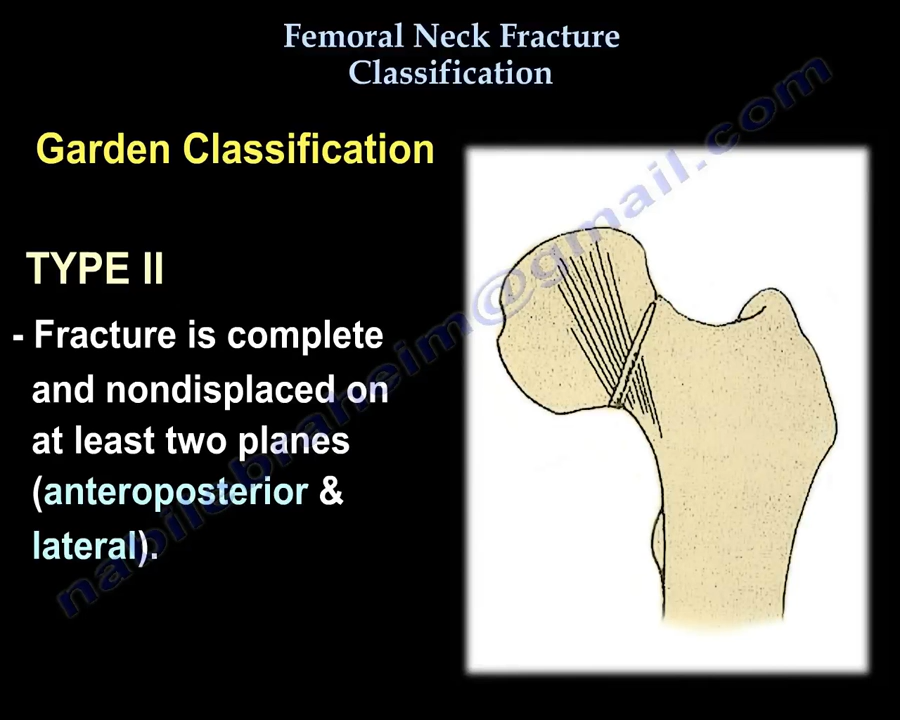 Femoral Neck Fracture
Classification
Garden Classification
TYPE II
- Fracture is complete
and nondisplaced on
at least two planes
(anteroposterior &
lateral).
nabilebraheim@gmail.com